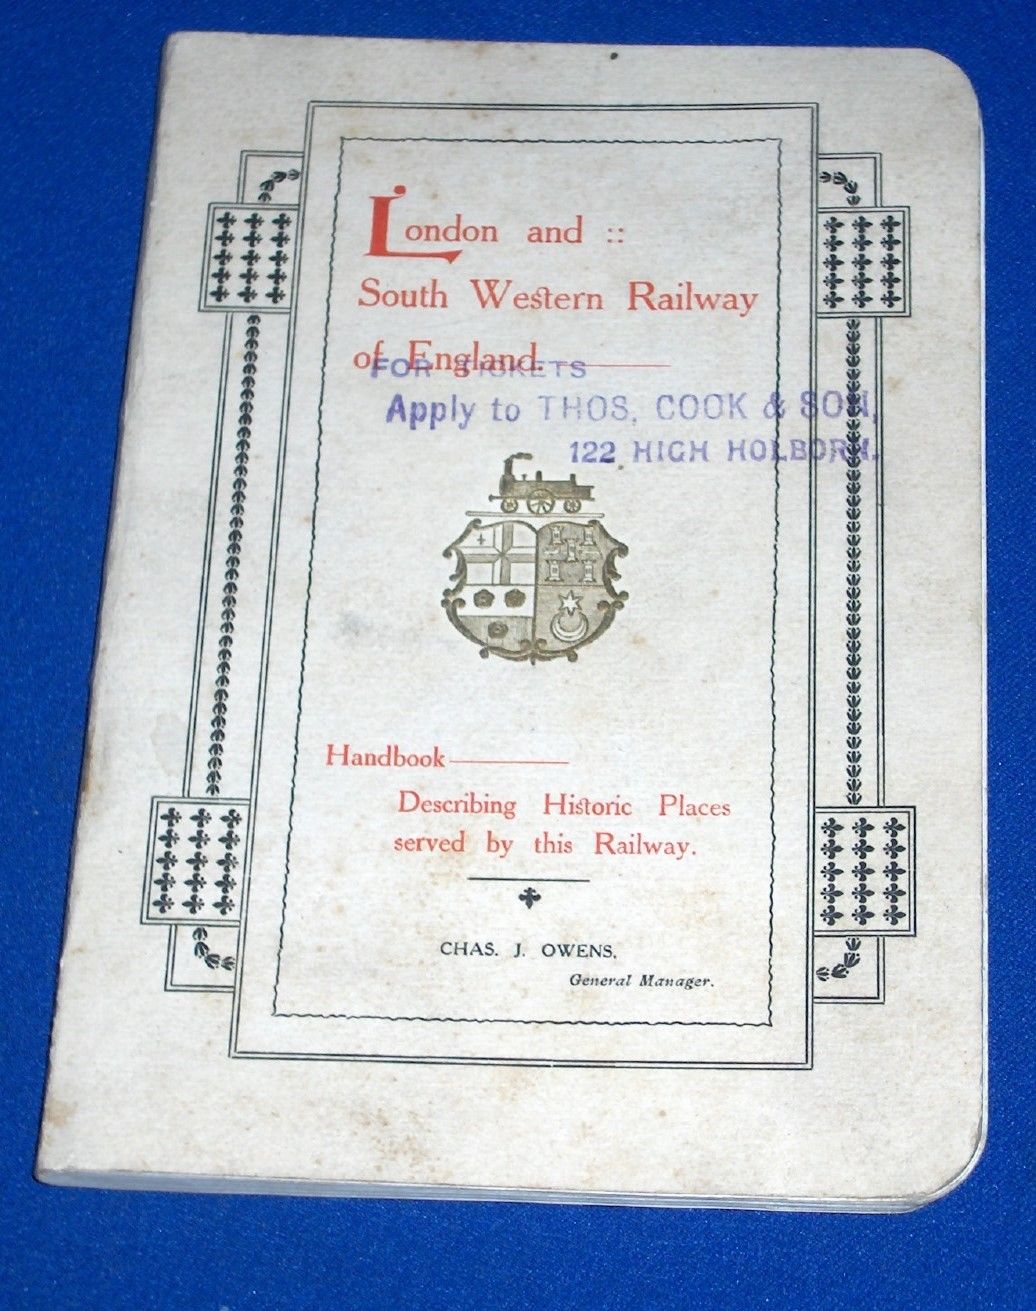 London and ::
South Western Railway
of England.
FOR TICKETS
Apply to THOS. COOK & SON,
122 HIGH HOLBORN.
Handbook
Describing Historic Places
served by this Railway.
CHAS. J. OWENS,
General Manager.